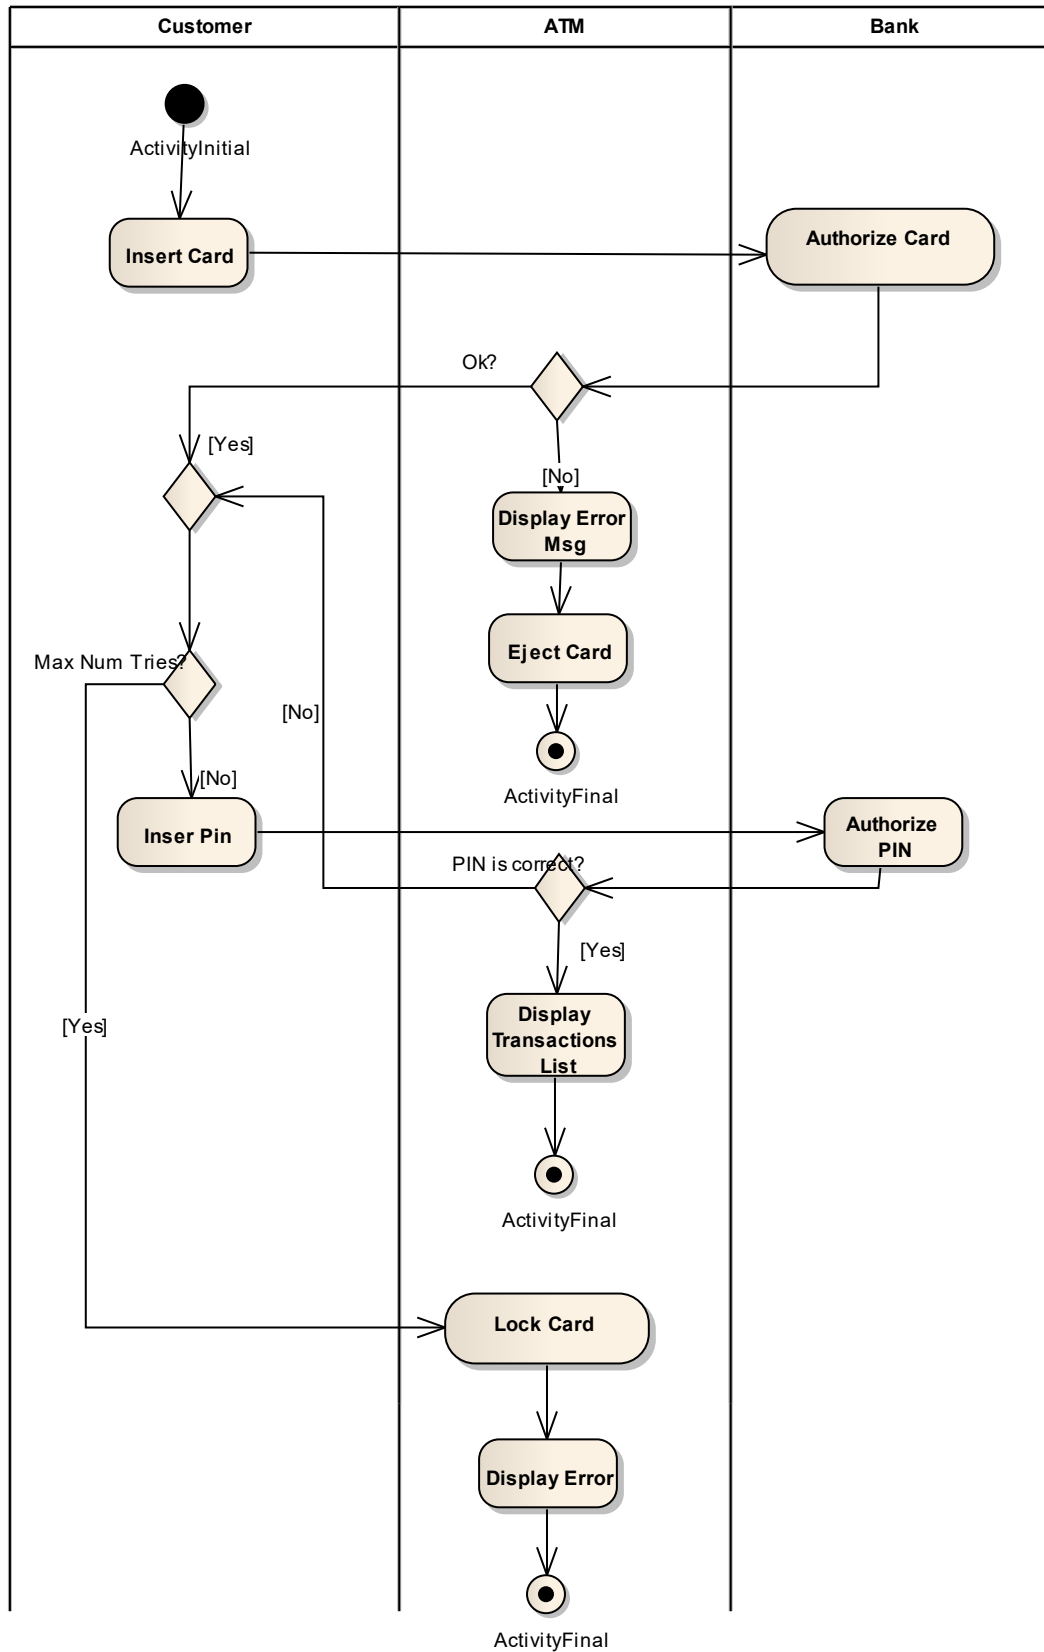 Customer
ATM
Bank
ActivityInitial
Insert Card
Authorize Card
Ok?
[Yes]
[No]
Display Error
Msg
Eject Card
Max Num Tries?
[No]
ActivityFinal
[No]
Inser Pin
Authorize
PIN
PIN is correct?
[Yes]
Display
Transactions
List
[Yes]
ActivityFinal
Lock Card
Display Error
ActivityFinal